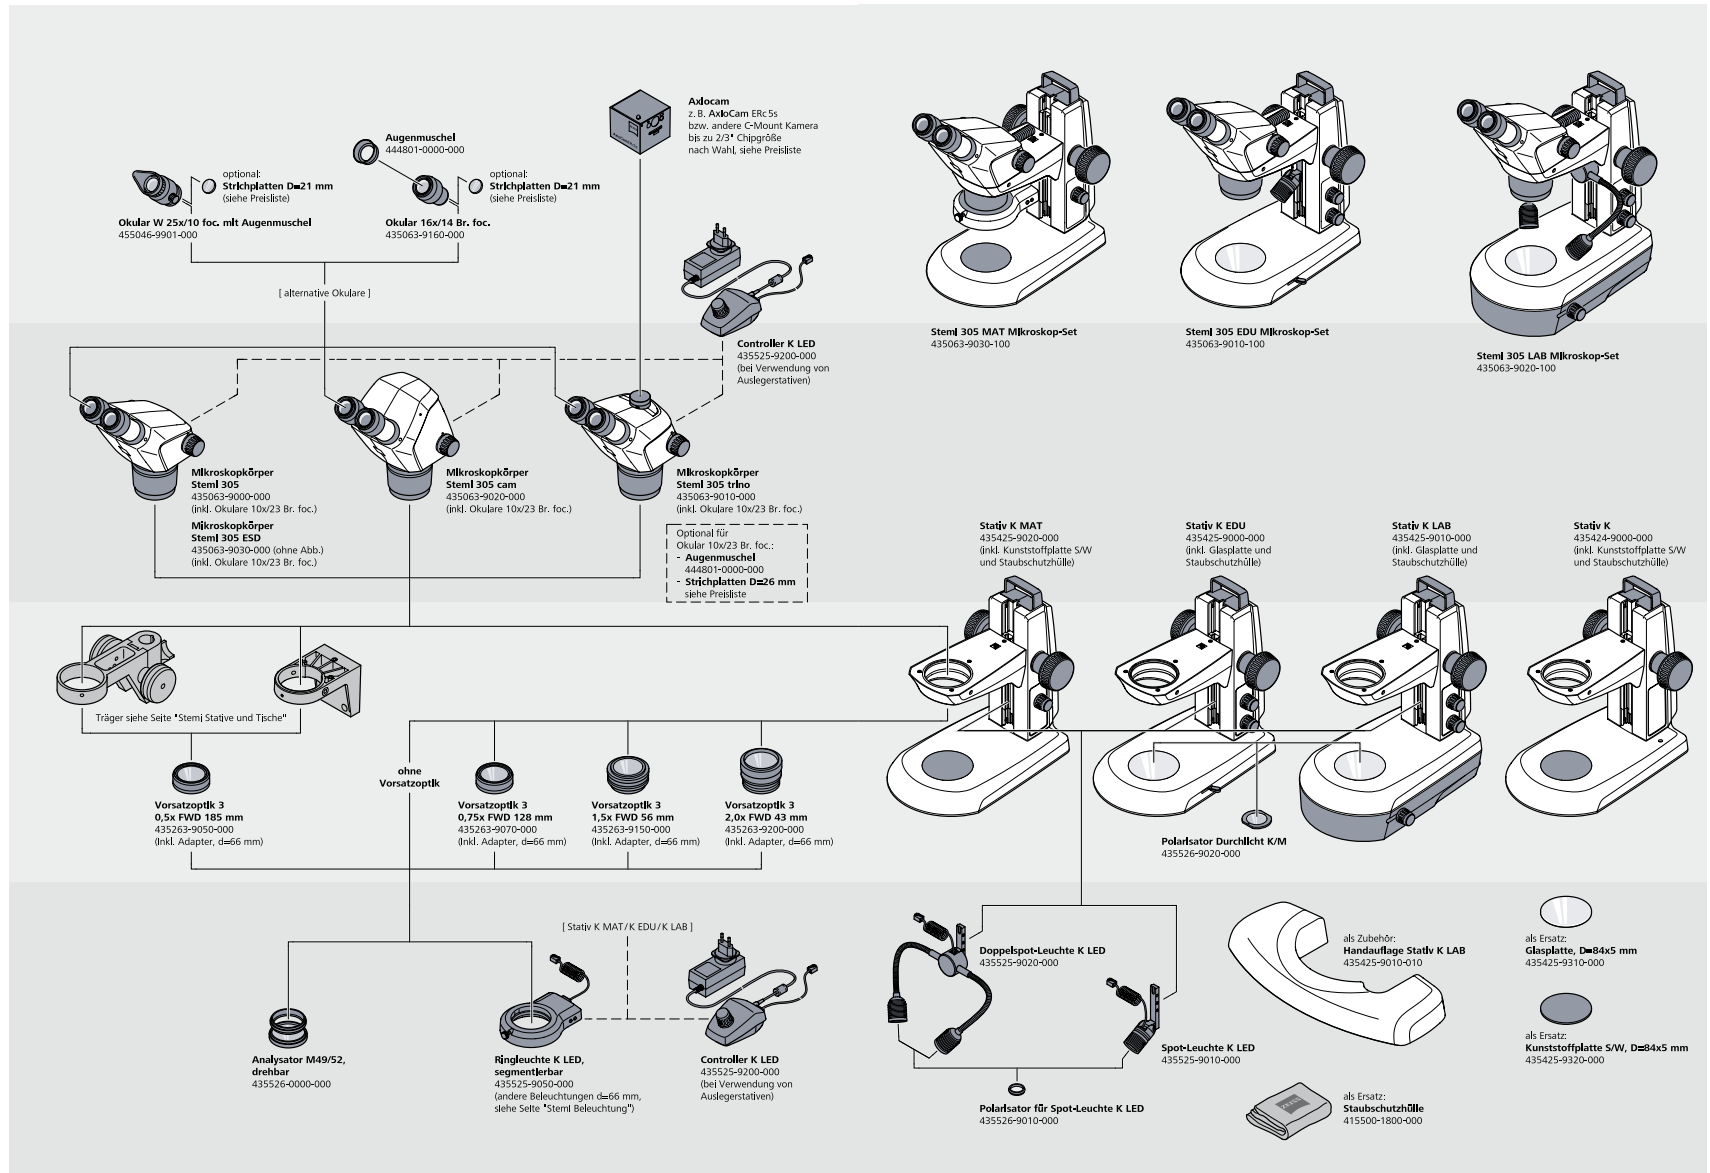 Axiocam
z. B. AxioCam ERc 5s
bzw. andere C-Mount Kamera
bis zu 2/3" Chipgröße
nach Wahl, siehe Preisliste
Augenmuschel
444801-0000-000
optional:
Strichplatten D=21 mm
(siehe Preisliste)
optional:
Strichplatten D=21 mm
(siehe Preisliste)
Okular W 25x/10 foc. mit Augenmuschel
455046-9901-000
Okular 16x/14 Br. foc.
435063-9160-000
[ alternative Okulare ]
Controller K LED
435525-9200-000
(bei Verwendung von
Auslegerstativen)
Stemi 305 MAT Mikroskop-Set
435063-9030-100
Stemi 305 EDU Mikroskop-Set
435063-9010-100
Stemi 305 LAB Mikroskop-Set
435063-9020-100
Mikroskopkörper
Stemi 305
435063-9000-000
(inkl. Okulare 10x/23 Br. foc.)
Mikroskopkörper
Stemi 305 ESD
435063-9030-000 (ohne Abb.)
(inkl. Okulare 10x/23 Br. foc.)
Mikroskopkörper
Stemi 305 cam
435063-9020-000
(inkl. Okulare 10x/23 Br. foc.)
Mikroskopkörper
Stemi 305 trino
435063-9010-000
(inkl. Okulare 10x/23 Br. foc.)
Optional für
Okular 10x/23 Br. foc.:
- Augenmuschel
444801-0000-000
- Strichplatten D=26 mm
siehe Preisliste
Stativ K MAT
435425-9020-000
(inkl. Kunststoffplatte S/W
und Staubschutzhülle)
Stativ K EDU
435425-9000-000
(inkl. Glasplatte und
Staubschutzhülle)
Stativ K LAB
435425-9010-000
(inkl. Glasplatte und
Staubschutzhülle)
Stativ K
435424-9000-000
(inkl. Kunststoffplatte S/W
und Staubschutzhülle)
Träger siehe Seite "Stemi Stative und Tische"
ohne
Vorsatzoptik
Vorsatzoptik 3
0,5x FWD 185 mm
435263-9050-000
(Inkl. Adapter, d=66 mm)
Vorsatzoptik 3
0,75x FWD 128 mm
435263-9070-000
(Inkl. Adapter, d=66 mm)
Vorsatzoptik 3
1,5x FWD 56 mm
435263-9150-000
(Inkl. Adapter, d=66 mm)
Vorsatzoptik 3
2,0x FWD 43 mm
435263-9200-000
(Inkl. Adapter, d=66 mm)
Polarisator Durchlicht K/M
435526-9020-000
[ Stativ K MAT/K EDU/K LAB ]
Analysator M49/52,
drehbar
435526-0000-000
Ringleuchte K LED,
segmentierbar
435525-9050-000
(andere Beleuchtungen d=66 mm,
siehe Seite "Stemi Beleuchtung")
Controller K LED
435525-9200-000
(bei Verwendung von
Auslegerstativen)
Doppelspot-Leuchte K LED
435525-9020-000
Spot-Leuchte K LED
435525-9010-000
Polarisator für Spot-Leuchte K LED
435526-9010-000
als Zubehör:
Handauflage Stativ K LAB
435425-9010-010
als Ersatz:
Glasplatte, D=84x5 mm
435425-9310-000
als Ersatz:
Kunststoffplatte S/W, D=84x5 mm
435425-9320-000
ZEISS
als Ersatz:
Staubschutzhülle
415500-1800-000